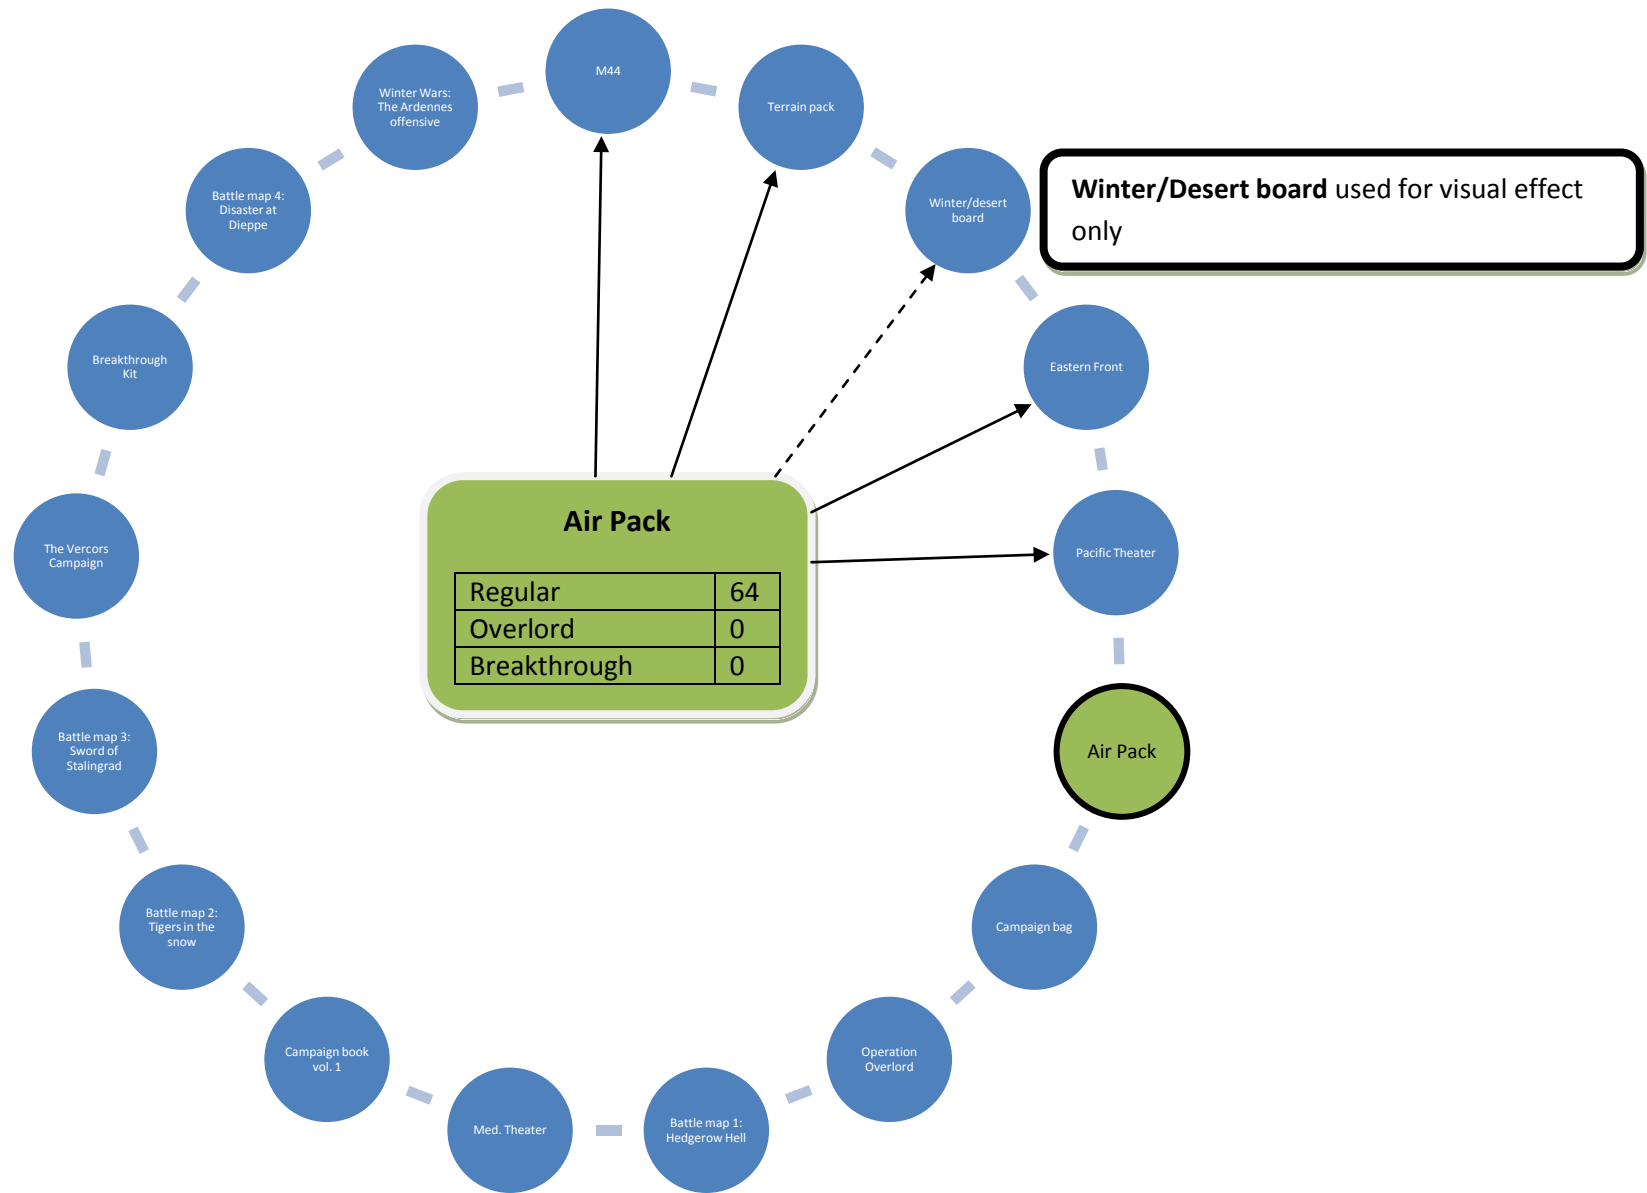 M44
Terrain pack
Winter/desert
board
Winter/Desert board used for visual effect
only
Eastern Front
Pacific Theater
Air Pack
Campaign bag
Operation
Overlord
Battle map 1:
Hedgerow Hell
Med. Theater
Campaign book
vol. 1
Battle map 2:
Tigers in the
snow
Battle map 3:
Sword of
Stalingrad
The Vercors
Campaign
Breakthrough
Kit
Battle map 4:
Disaster at
Dieppe
Winter Wars:
The Ardennes
offensive
Air Pack
Regular 64
Overlord 0
Breakthrough 0